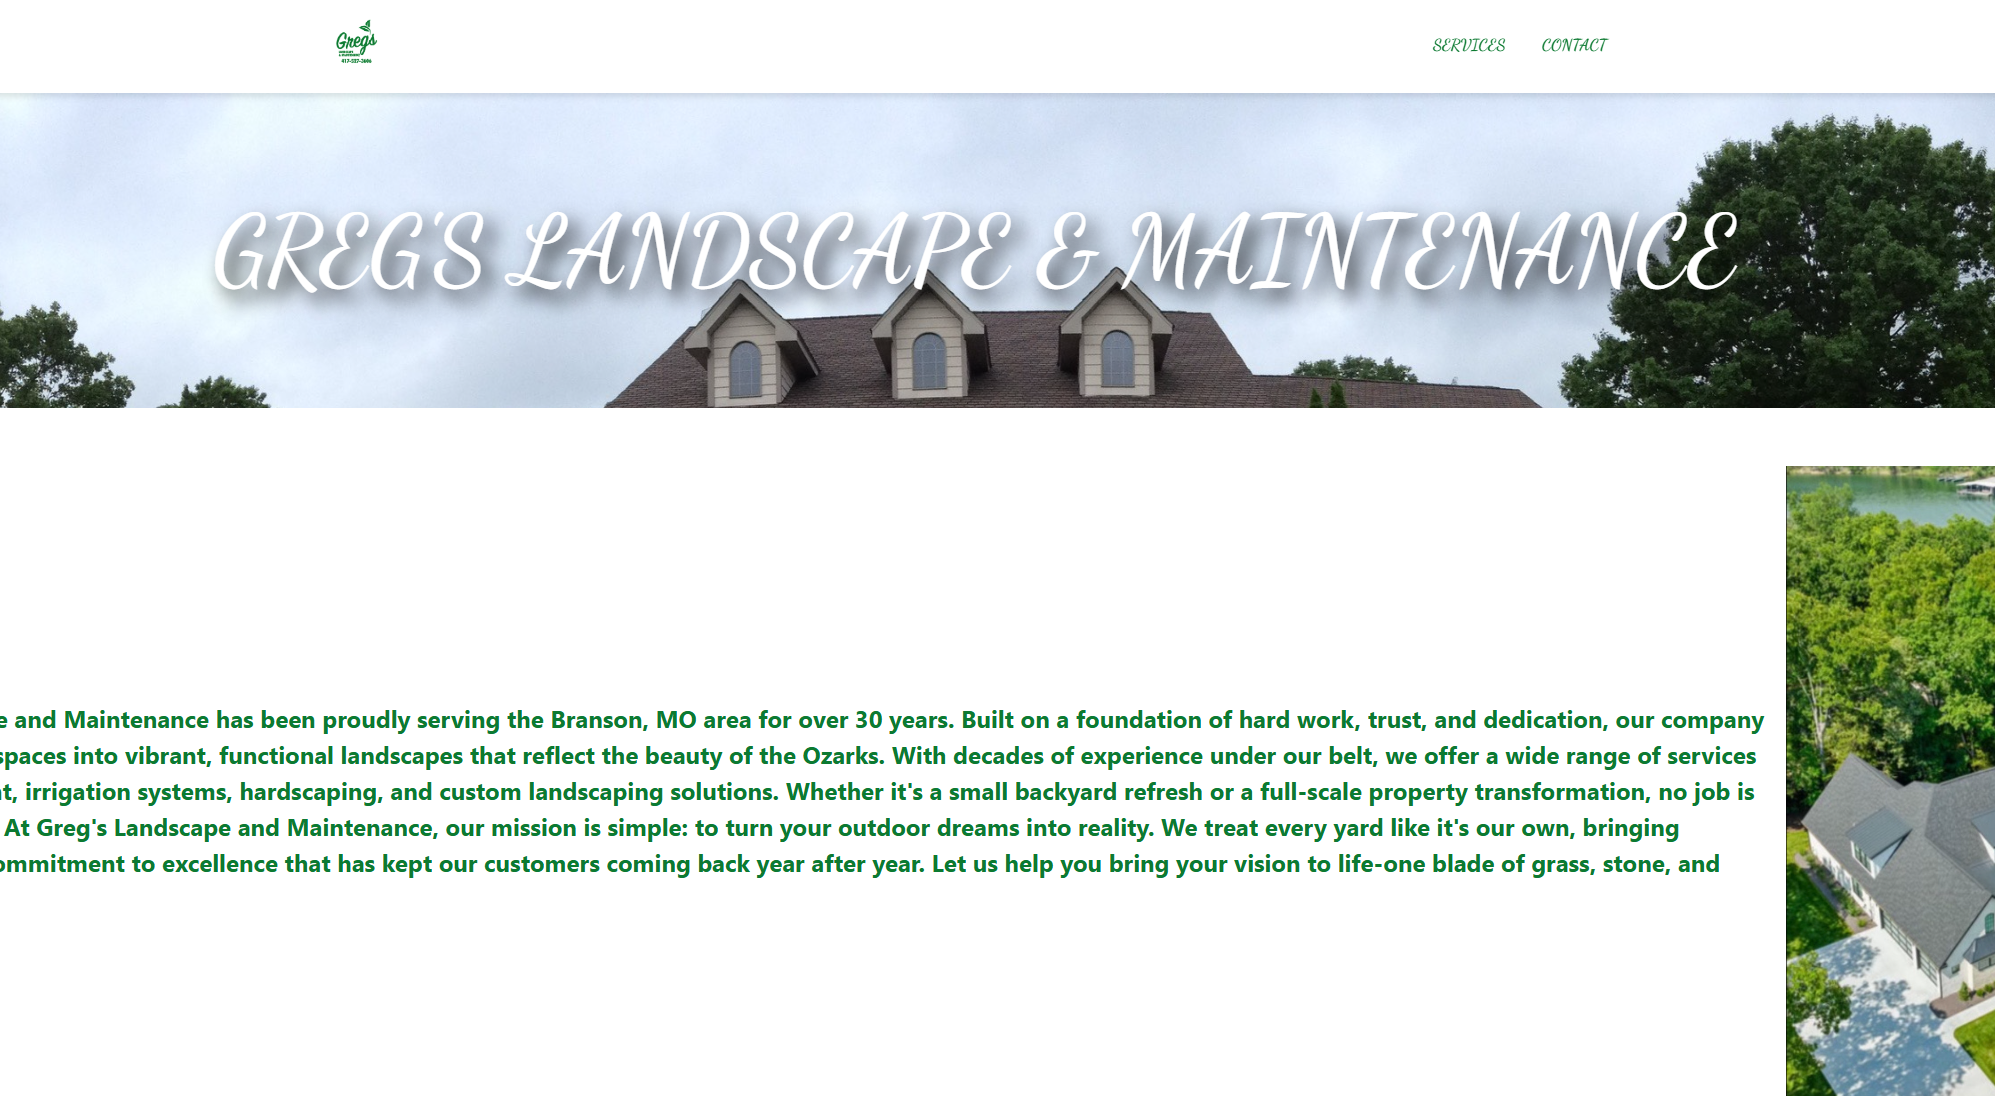 Greg's
417-527-3606
SERVICES
CONTACT
GREG'S LANDSCAPE & MAINTENANCE
and Maintenance has been proudly serving the Branson, MO area for over 30 years. Built on a foundation of hard work, trust, and dedication, our company
spaces into vibrant, functional landscapes that reflect the beauty of the Ozarks. With decades of experience under our belt, we offer a wide range of services
irrigation systems, hardscaping, and custom landscaping solutions. Whether it's a small backyard refresh or a full-scale property transformation, no job is
At Greg's Landscape and Maintenance, our mission is simple: to turn your outdoor dreams into reality. We treat every yard like it's our own, bringing
ommitment to excellence that has kept our customers coming back year after year. Let us help you bring your vision to life-one blade of grass, stone, and